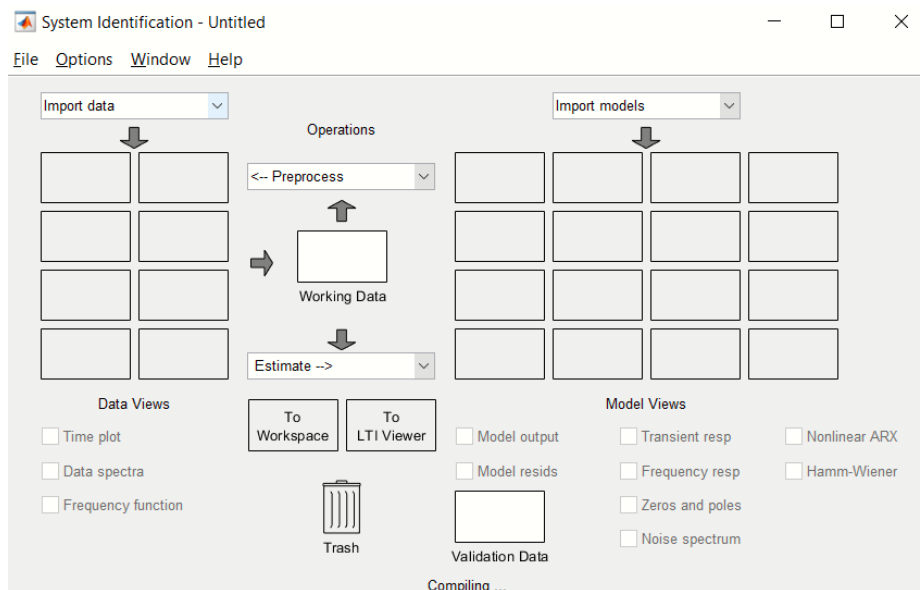 System Identification - Untitled
File Options Window Help
Import data
Import models
Operations
<-- Preprocess
Working Data
Estimate -->
Data Views
Model Views
To
Workspace
To
LTI Viewer
Time plot
Data spectra
Frequency function
Model output
Transient resp
Nonlinear ARX
Model resids
Frequency resp
Hamm-Wiener
Zeros and poles
Noise spectrum
Trash
Validation Data
Compiling ...